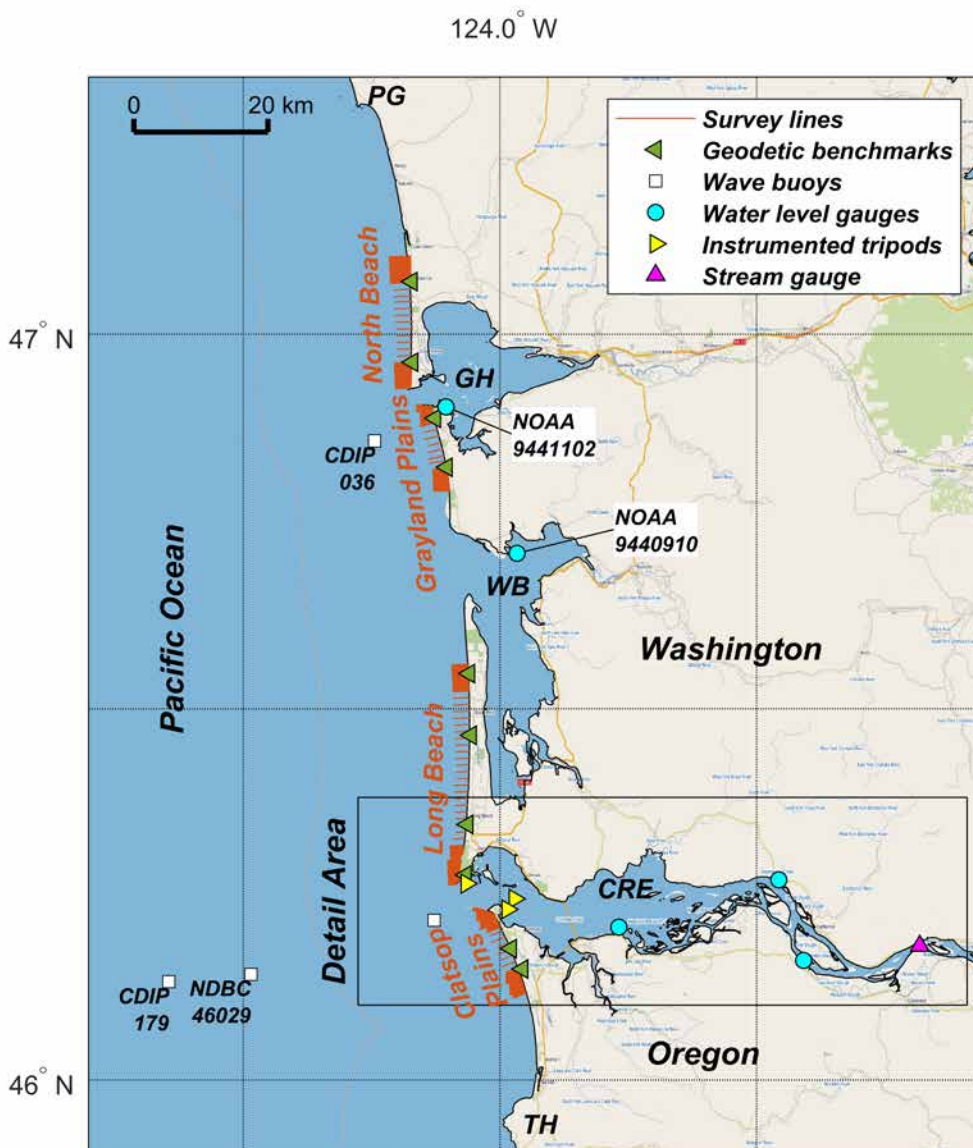 124.0° W
0 20 km
PG
Survey lines
Geodetic benchmarks
Wave buoys
Water level gauges
Instrumented tripods
Stream gauge
North Beach
47° N
GH
NOAA
9441102
CDIP
036
Grayland Plains
NOAA
9440910
WB
Pacific Ocean
Washington
Long Beach
Detail Area
CRE
Clatsop
Plains
CDIP
179
NDBC
46029
Oregon
46° N
TH